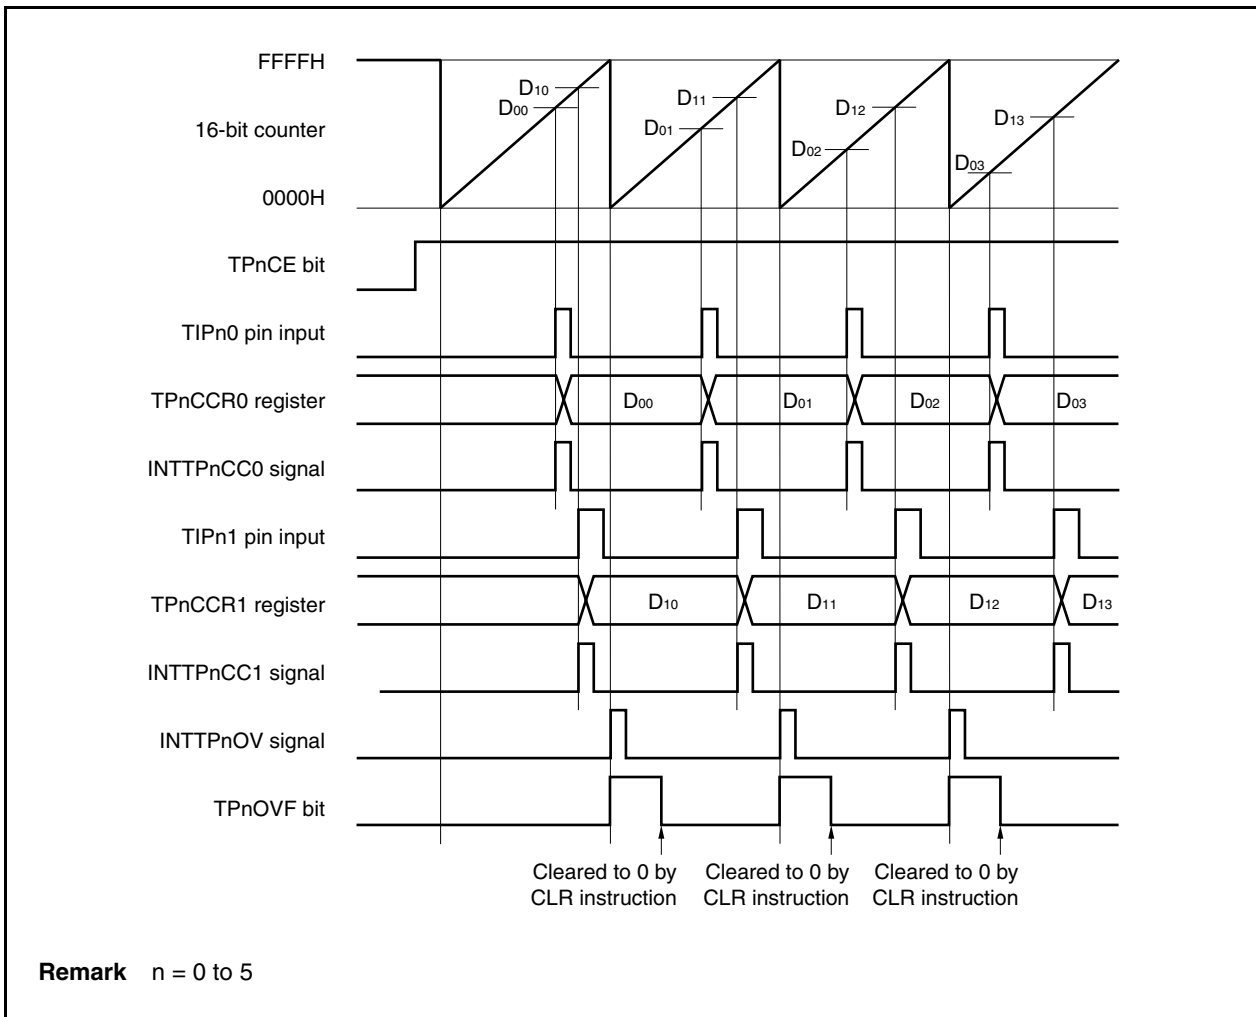 FFFFH
D10
D00
D11
D01
D12
D02
D13
D03
16-bit counter
0000H
TPnCE bit
TIPn0 pin input
TPnCCR0 register
D00
D01
D02
D03
INTTPnCC0 signal
TIPn1 pin input
TPnCCR1 register
D10
D11
D12
D13
INTTPnCC1 signal
INTTPnOV signal
TPnOVF bit
Cleared to 0 by
CLR instruction
Cleared to 0 by
CLR instruction
Cleared to 0 by
CLR instruction
Remark n = 0 to 5